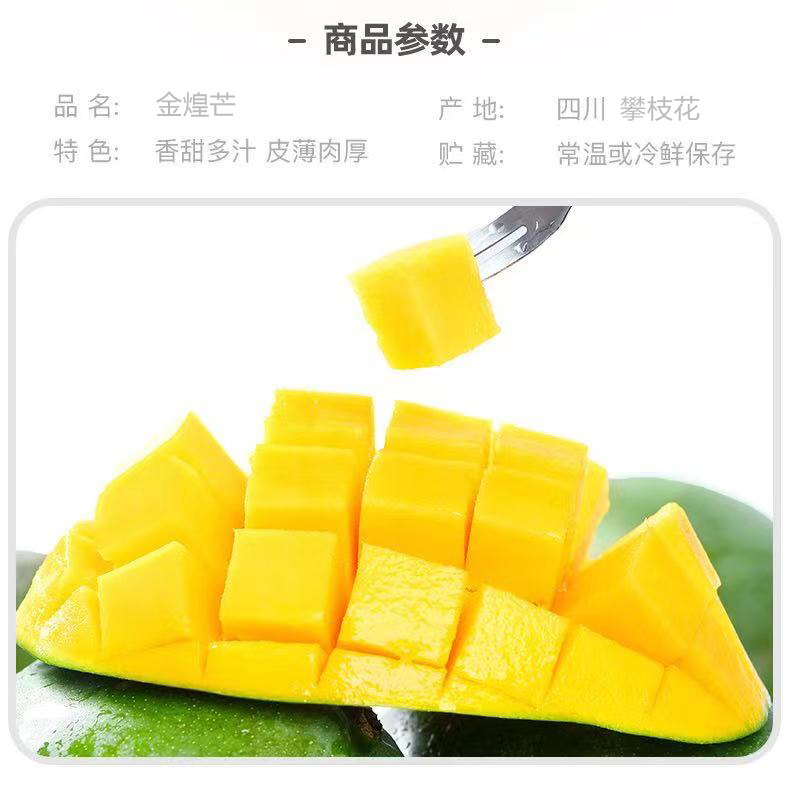 – 商品参数 –
品 名: 金煌芒 产 地: 四川 攀枝花
特 色: 香甜多汁 皮薄肉厚 贮 藏: 常温或冷鲜保存